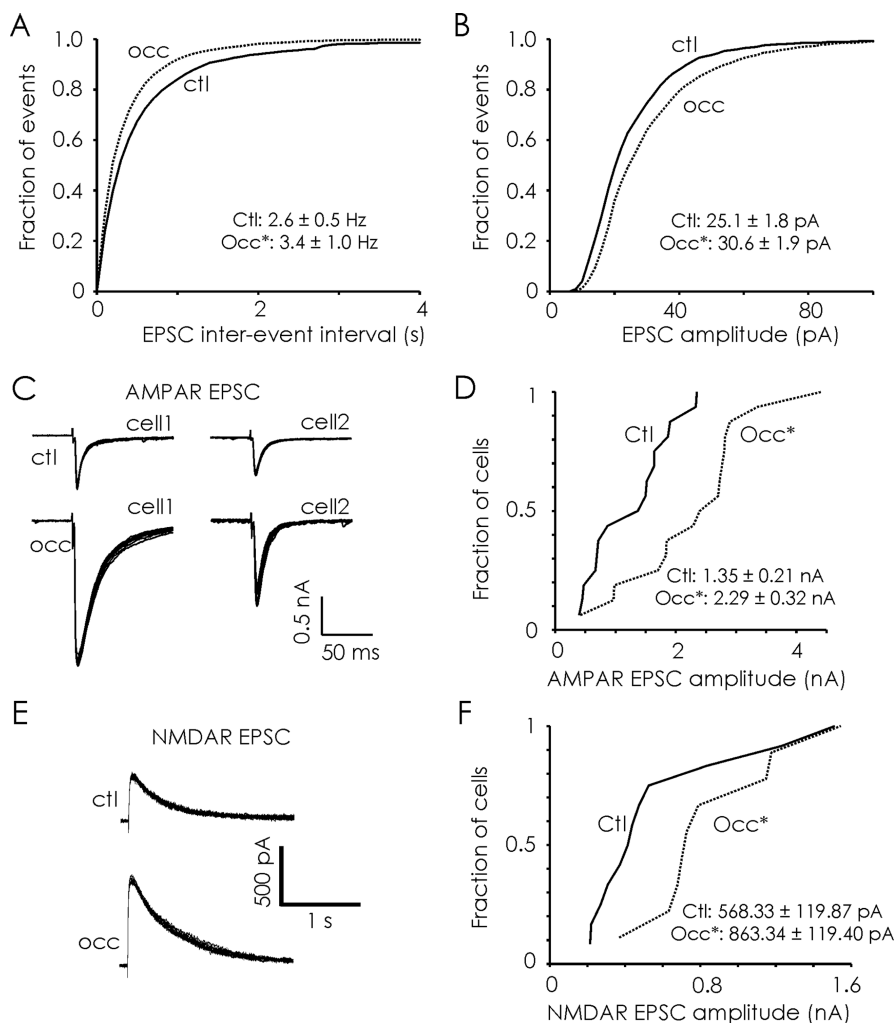 A
1.0
0.8
0.6
0.4
0.2
0
Fraction of events
occ
ctl
Ctl: 2.6 ± 0.5 Hz
Occ*: 3.4 ± 1.0 Hz
0
2
4
EPSC inter-event interval (s)
B
1.0
0.8
0.6
0.4
0.2
0
Fraction of events
ctl
occ
Ctl: 25.1 ± 1.8 pA
Occ*: 30.6 ± 1.9 pA
0
40
80
EPSC amplitude (pA)
C
AMPAR EPSC
cell1
cell2
ctl
cell1
cell2
occ
0.5 nA
50 ms
D
1
0.5
0
Fraction of cells
Ctl
Occ*
Ctl: 1.35 ± 0.21 nA
Occ*: 2.29 ± 0.32 nA
0
2
4
AMPAR EPSC amplitude (nA)
E
NMDAR EPSC
ctl
occ
500 pA
1 s
F
1
0.5
0
Fraction of cells
Ctl
Occ*
Ctl: 568.33 ± 119.87 pA
Occ*: 863.34 ± 119.40 pA
0
0.8
1.6
NMDAR EPSC amplitude (nA)